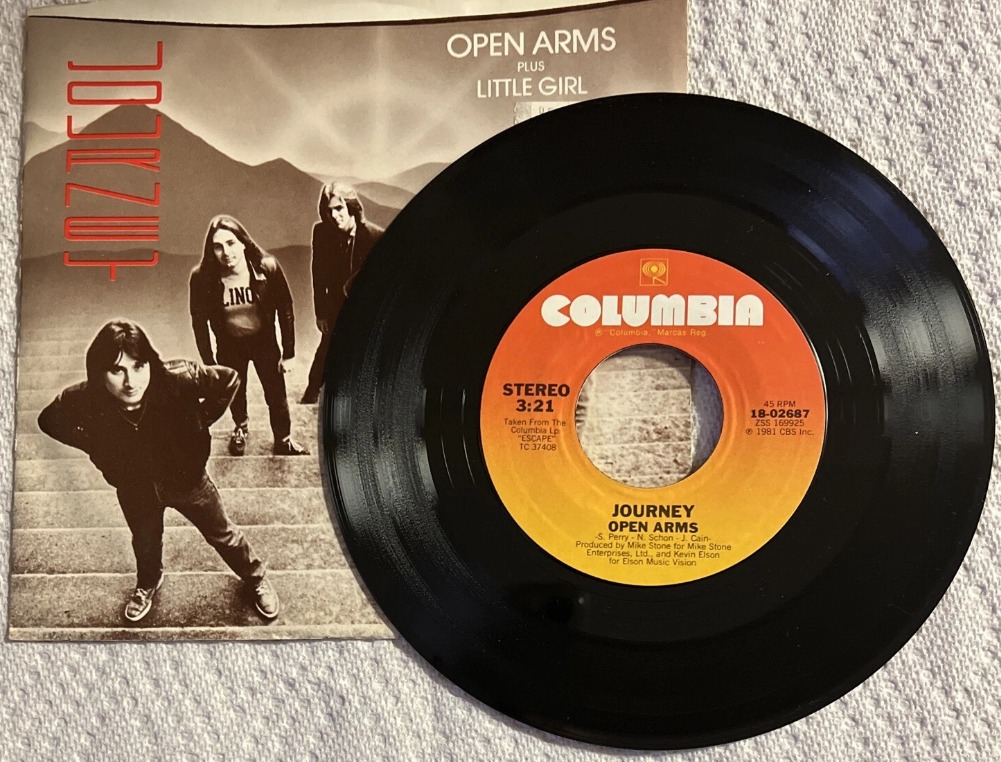 JOURNEY
OPEN ARMS
PLUS
LITTLE GIRL
LINO
COLUMBIA
® "Columbia," Marcas Reg.
STEREO
3:21
Taken From The
Columbia Lp:
"ESCAPE"
TC 37408
45 RPM
18-02687
ZSS 169925
℗ 1981 CBS Inc.
JOURNEY
OPEN ARMS
-S. Perry - N. Schon - J. Cain-
Produced by Mike Stone for Mike Stone
Enterprises, Ltd., and Kevin Elson
for Elson Music Vision